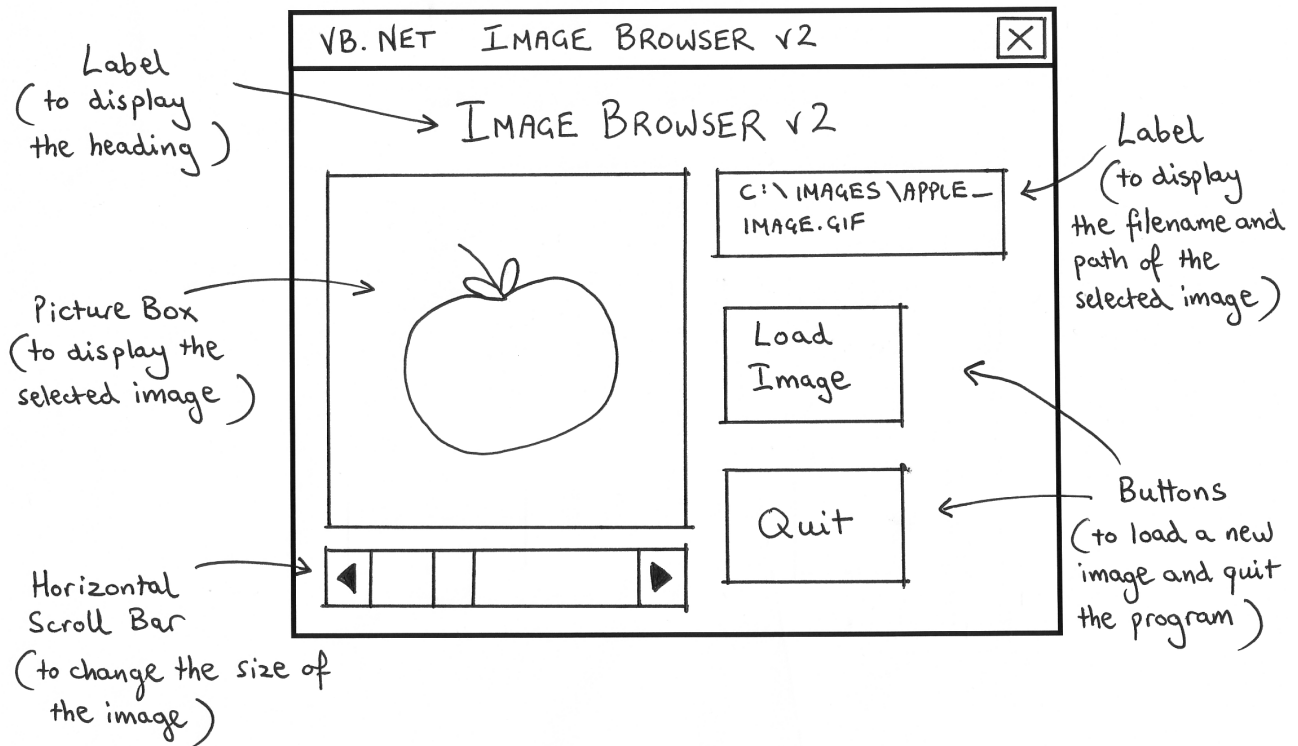 VB.NET IMAGE BROWSER v2
Label
(to display
the heading)
IMAGE BROWSER v2
Label
(to display
the filename and
path of the
selected image)
C:\IMAGES\APPLE_
IMAGE.GIF
Picture Box
(to display the
selected image)
Load
Image
Quit
Buttons
(to load a new
image and quit
the program)
Horizontal
Scroll Bar
(to change the size of
the image)